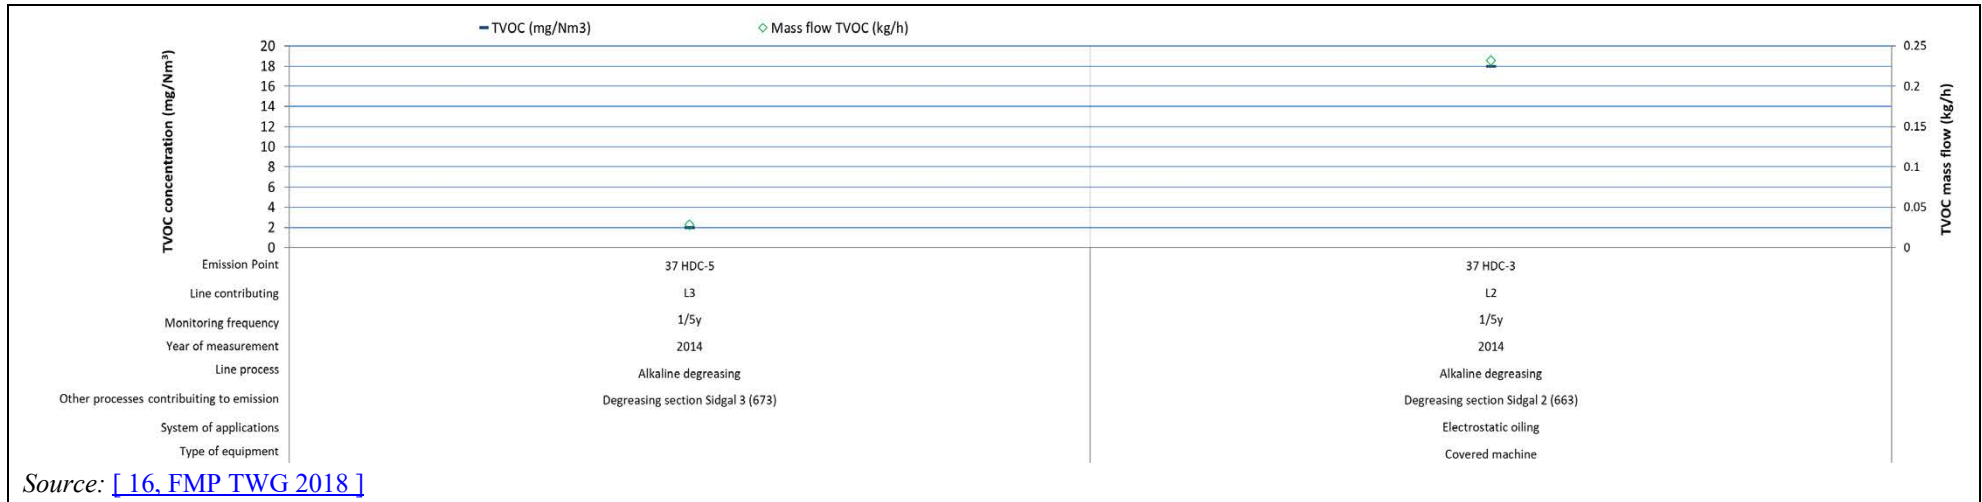 TVOC (mg/Nm3) Mass flow TVOC (kg/h)
TVOC concentration (mg/Nm³)
20
18
16
14
12
10
8
6
4
2
0
0.25
0.2
0.15
0.1
0.05
0
TVOC mass flow (kg/h)
Emission Point 37 HDC-5 37 HDC-3
Line contributing L3 L2
Monitoring frequency 1/5y 1/5y
Year of measurement 2014 2014
Line process Alkaline degreasing Alkaline degreasing
Other processes contribuiting to emission Degreasing section Sidgal 3 (673) Degreasing section Sidgal 2 (663)
System of applications Electrostatic oiling
Type of equipment Covered machine
Source: [ 16, FMP TWG 2018 ]